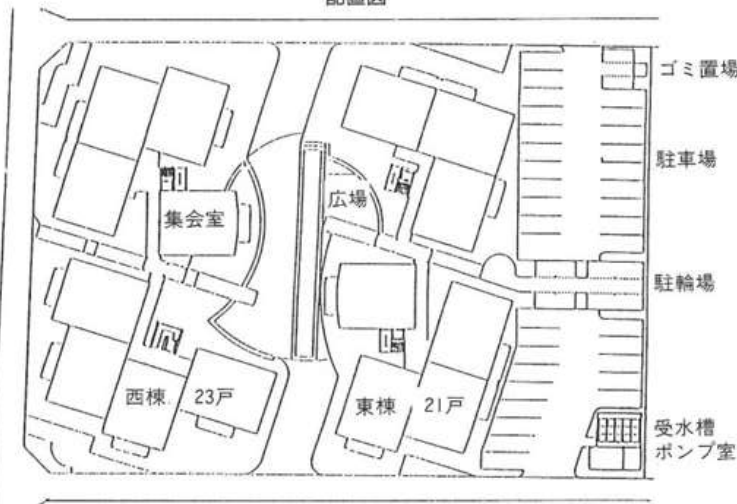 配置図
ゴミ置場
駐車場
広場
集会室
駐輪場
西棟 23戸
東棟 21戸
受水槽
ポンプ室